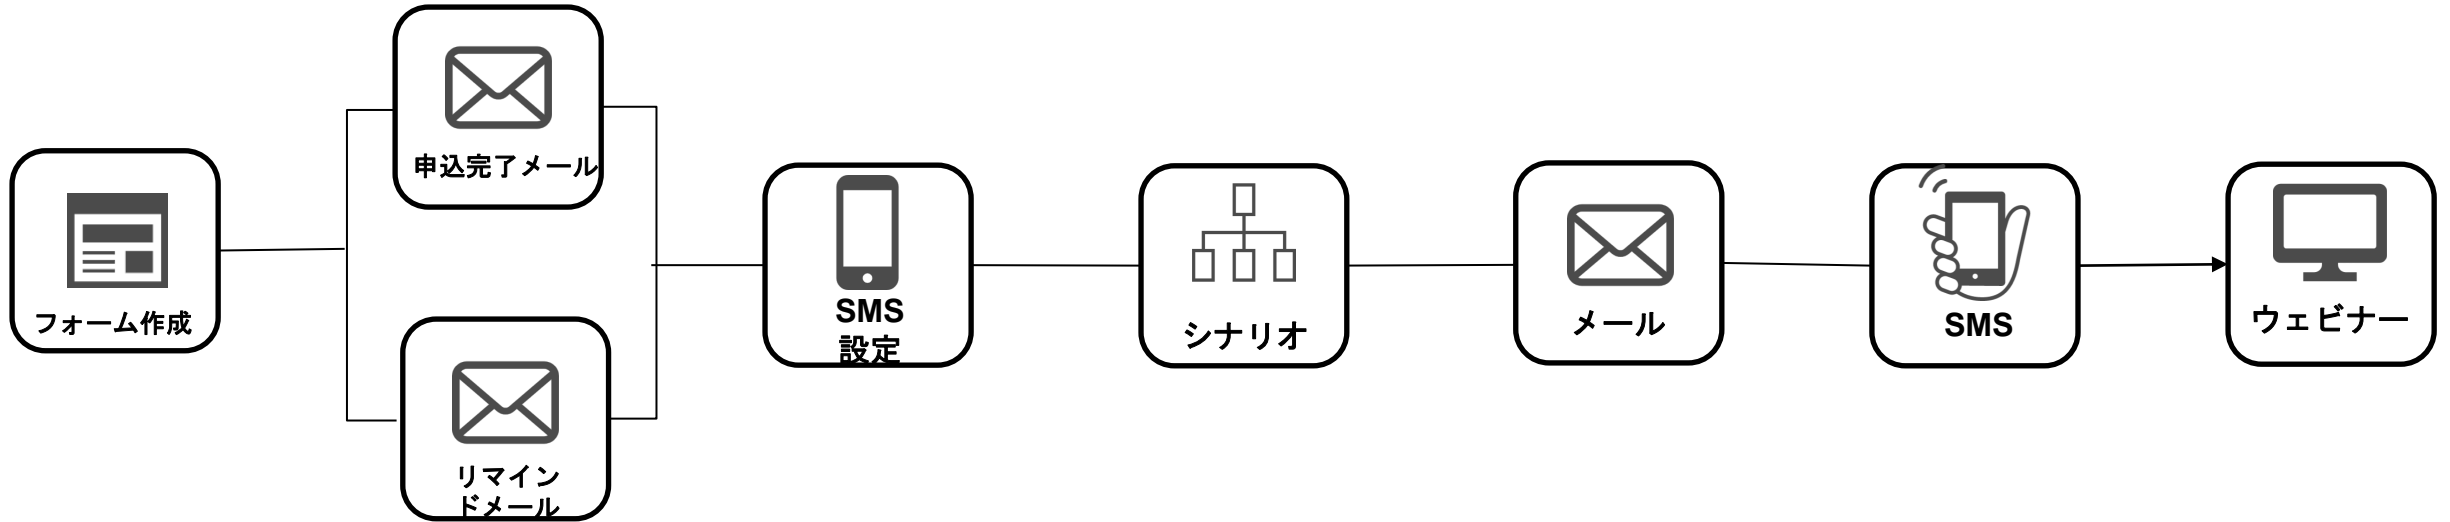 フォーム作成
申込完了メール
リマイン
ドメール
SMS
設定
シナリオ
メール
SMS
ウェビナー